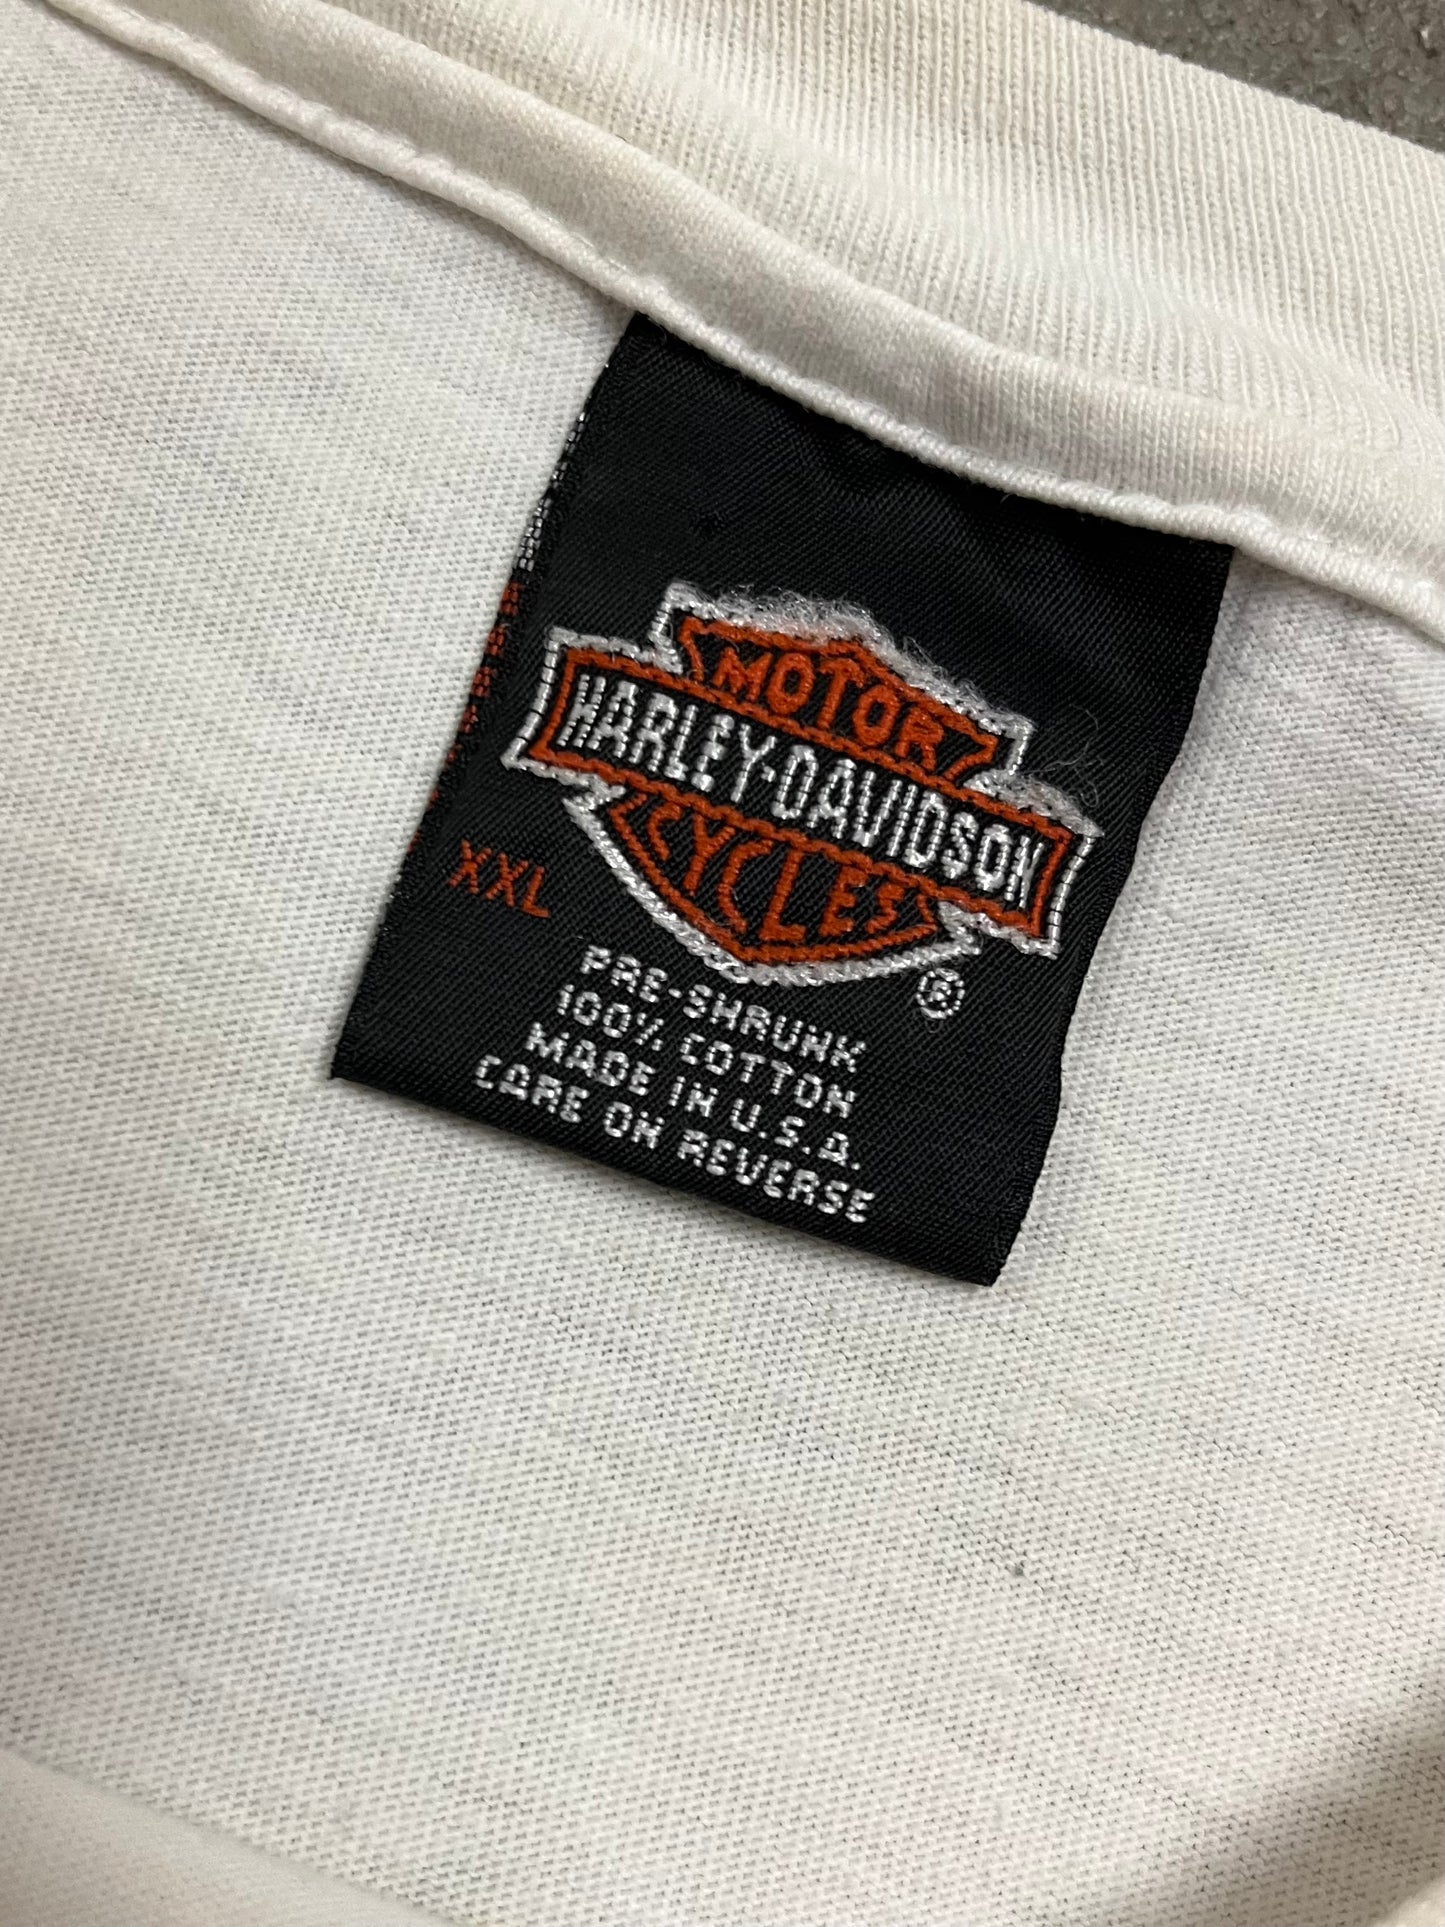 MOTOR
HARLEY-DAVIDSON
CYCLES
®
XXL
PRE-SHRUNK
100% COTTON
MADE IN U.S.A.
CARE ON REVERSE